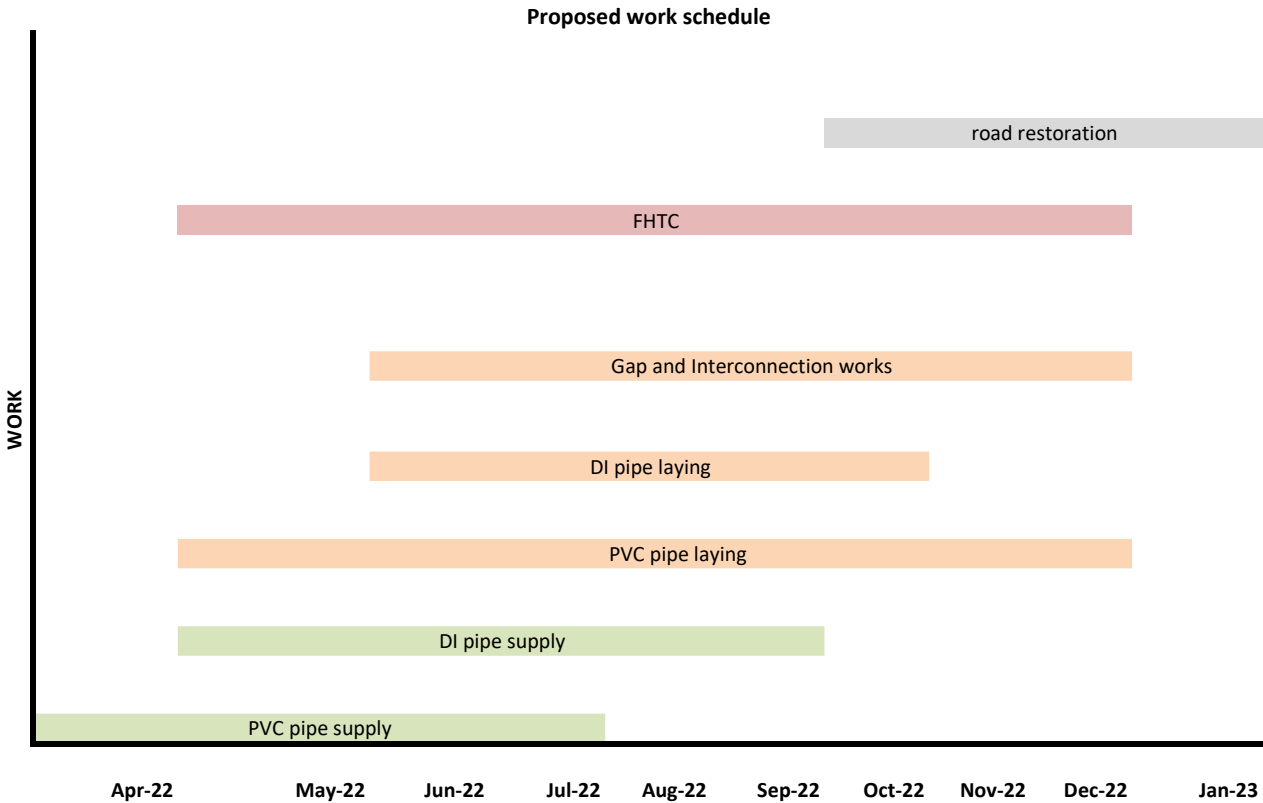 Proposed work schedule
road restoration
FHTC
Gap and Interconnection works
DI pipe laying
PVC pipe laying
DI pipe supply
PVC pipe supply
WORK
Apr-22 May-22 Jun-22 Jul-22 Aug-22 Sep-22 Oct-22 Nov-22 Dec-22 Jan-23